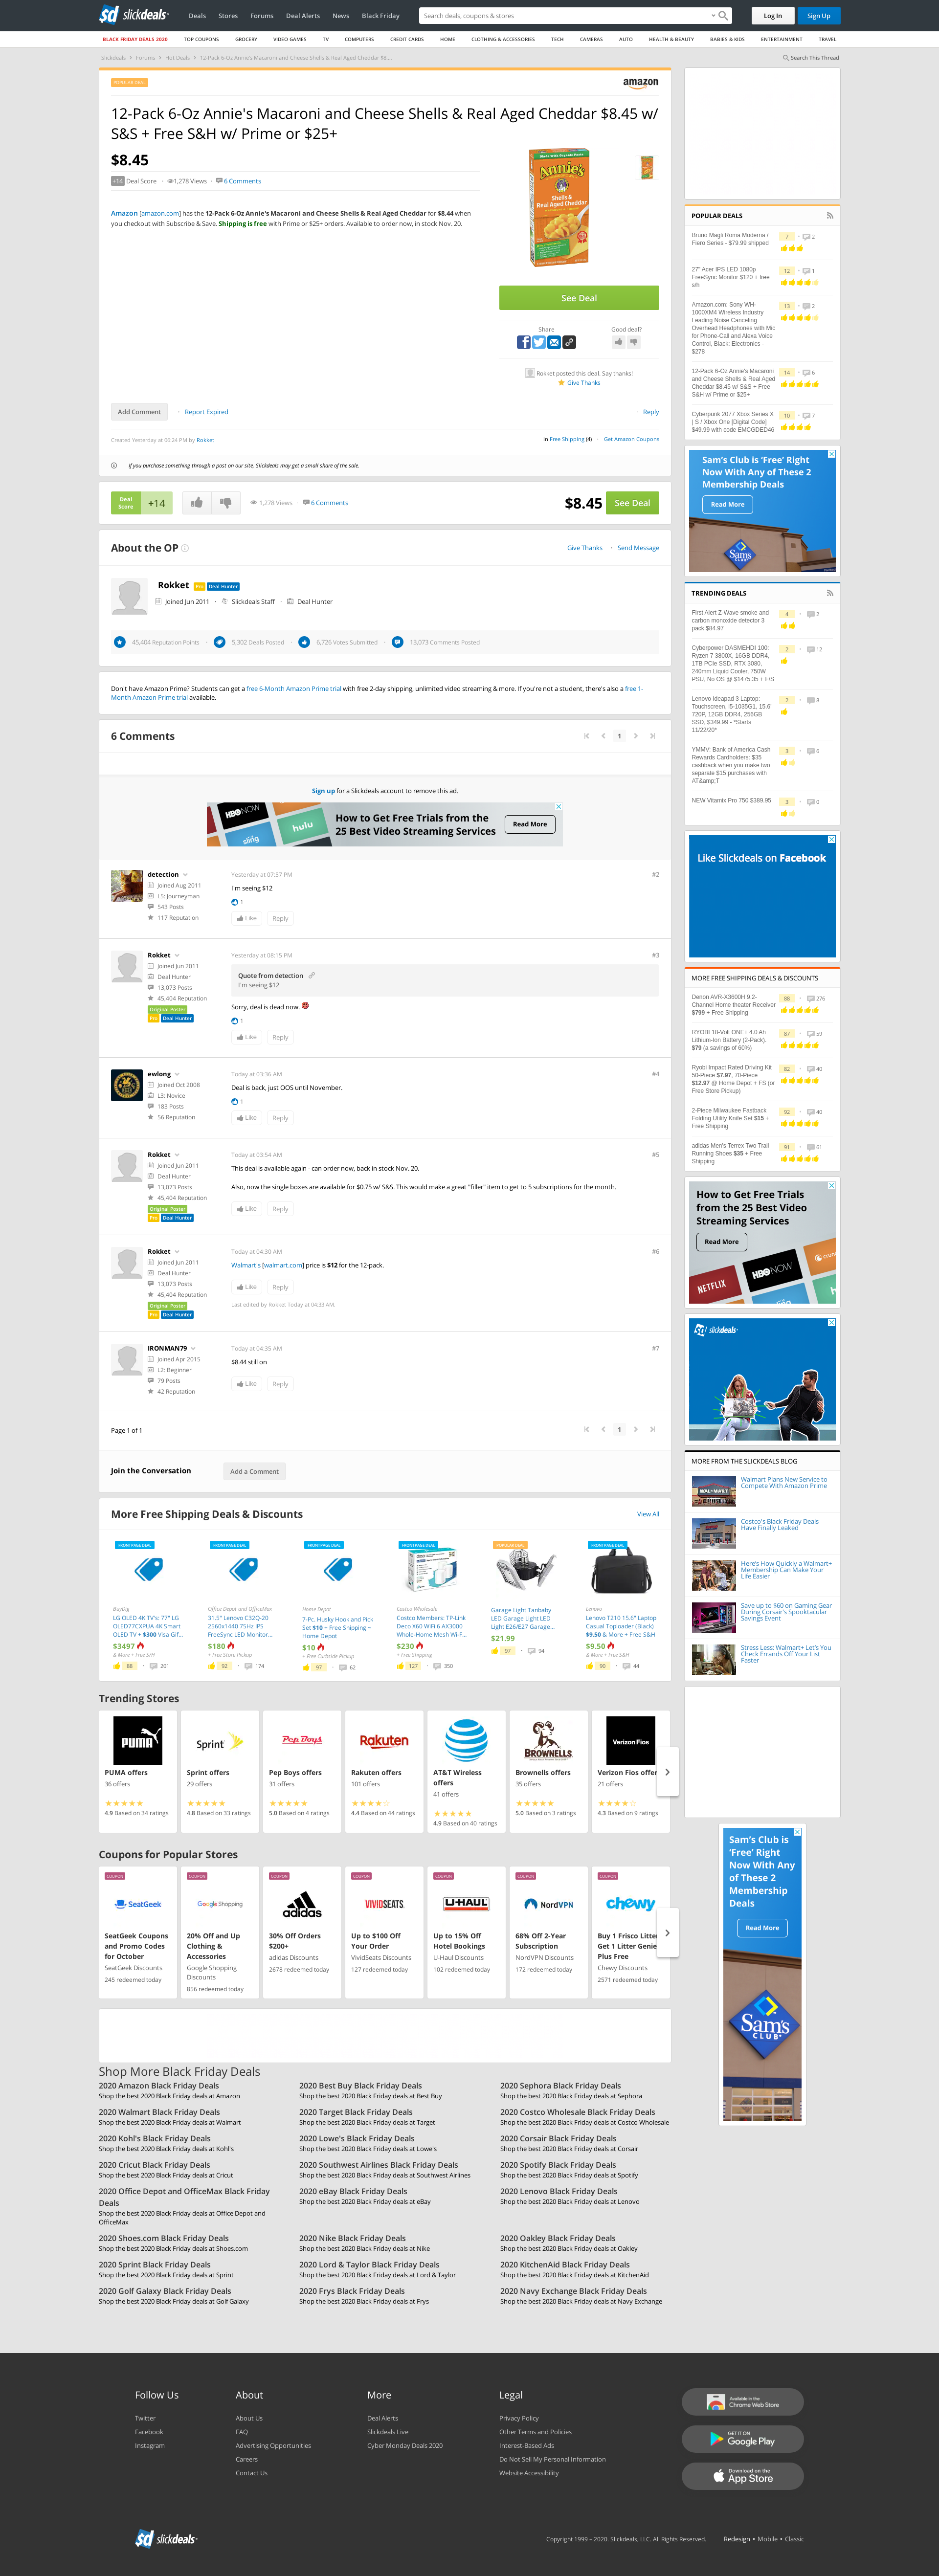 slickdeals
Deals Stores Forums Deal Alerts News Black Friday
Search deals, coupons & stores
Log In
Sign Up
BLACK FRIDAY DEALS 2020 TOP COUPONS GROCERY VIDEO GAMES TV COMPUTERS CREDIT CARDS HOME CLOTHING & ACCESSORIES TECH CAMERAS AUTO HEALTH & BEAUTY BABIES & KIDS ENTERTAINMENT TRAVEL
Slickdeals > Forums > Hot Deals > 12-Pack 6-Oz Annie's Macaroni and Cheese Shells & Real Aged Cheddar $8....
Search This Thread
POPULAR DEAL
amazon
12-Pack 6-Oz Annie's Macaroni and Cheese Shells & Real Aged Cheddar $8.45 w/
S&S + Free S&H w/ Prime or $25+
$8.45
+14 Deal Score 1,278 Views 6 Comments
Amazon [amazon.com] has the 12-Pack 6-Oz Annie's Macaroni and Cheese Shells & Real Aged Cheddar for $8.44 when
you checkout with Subscribe & Save. Shipping is free with Prime or $25+ orders. Available to order now, in stock Nov. 20.
Annie's
Shells &
Real Aged Cheddar
See Deal
Share
Good deal?
Rokket posted this deal. Say thanks!
Give Thanks
Add Comment
Report Expired
Reply
Created Yesterday at 06:24 PM by Rokket
in Free Shipping (4) Get Amazon Coupons
If you purchase something through a post on our site, Slickdeals may get a small share of the sale.
Deal
Score
+14
1,278 Views
6 Comments
$8.45
See Deal
About the OP
Give Thanks
Send Message
Rokket Pro Deal Hunter
Joined Jun 2011 Slickdeals Staff Deal Hunter
45,404 Reputation Points 5,302 Deals Posted 6,726 Votes Submitted 13,073 Comments Posted
Don't have Amazon Prime? Students can get a free 6-Month Amazon Prime trial with free 2-day shipping, unlimited video streaming & more. If you're not a student, there's also a free 1-
Month Amazon Prime trial available.
6 Comments
1
Sign up for a Slickdeals account to remove this ad.
HBO NOW
hulu
sling
How to Get Free Trials from the
25 Best Video Streaming Services
Read More
detection
Joined Aug 2011
L5: Journeyman
543 Posts
117 Reputation
Yesterday at 07:57 PM
#2
I'm seeing $12
1
Like
Reply
Rokket
Joined Jun 2011
Deal Hunter
13,073 Posts
45,404 Reputation
Original Poster
Pro Deal Hunter
Yesterday at 08:15 PM
#3
Quote from detection
I'm seeing $12
Sorry, deal is dead now.
1
Like
Reply
ewlong
Joined Oct 2008
L3: Novice
183 Posts
56 Reputation
Today at 03:36 AM
#4
Deal is back, just OOS until November.
1
Like
Reply
Rokket
Joined Jun 2011
Deal Hunter
13,073 Posts
45,404 Reputation
Original Poster
Pro Deal Hunter
Today at 03:54 AM
#5
This deal is available again - can order now, back in stock Nov. 20.
Also, now the single boxes are available for $0.75 w/ S&S. This would make a great "filler" item to get to 5 subscriptions for the month.
Like
Reply
Rokket
Joined Jun 2011
Deal Hunter
13,073 Posts
45,404 Reputation
Original Poster
Pro Deal Hunter
Today at 04:30 AM
#6
Walmart's [walmart.com] price is $12 for the 12-pack.
Like
Reply
Last edited by Rokket Today at 04:33 AM
IRONMAN79
Joined Apr 2015
L2: Beginner
79 Posts
42 Reputation
Today at 04:35 AM
#7
$8.44 still on
Like
Reply
Page 1 of 1
1
Join the Conversation
Add a Comment
More Free Shipping Deals & Discounts
View All
FRONTPAGE DEAL
BuyDig
LG OLED 4K TV's: 77" LG
OLED77CXPUA 4K Smart
OLED TV + $300 Visa Gif...
$3497
& More + Free S/H
88 201
FRONTPAGE DEAL
Office Depot and OfficeMax
31.5" Lenovo C32Q-20
2560x1440 75Hz IPS
FreeSync LED Monitor...
$180
+ Free Store Pickup
92 174
FRONTPAGE DEAL
Home Depot
7-Pc. Husky Hook and Pick
Set $10 + Free Shipping ~
Home Depot
$10
+ Free Curbside Pickup
97 62
FRONTPAGE DEAL
Costco Wholesale
Costco Members: TP-Link
Deco X60 WiFi 6 AX3000
Whole-Home Mesh Wi-F...
$230
+ Free Shipping
127 350
POPULAR DEAL
Garage Light Tanbaby
LED Garage Light LED
Light E26/E27 Garage...
$21.99
97 94
FRONTPAGE DEAL
Lenovo
Lenovo T210 15.6" Laptop
Casual Toploader (Black)
$9.50 & More + Free S&H
$9.50
& More + Free S&H
90 44
Trending Stores
PUMA
PUMA offers
36 offers
4.9 Based on 34 ratings
Sprint
Sprint offers
29 offers
4.8 Based on 33 ratings
Pep Boys
Pep Boys offers
31 offers
5.0 Based on 4 ratings
Rakuten
Rakuten offers
101 offers
4.4 Based on 44 ratings
AT&T
AT&T Wireless
offers
41 offers
4.9 Based on 40 ratings
BROWNELLS
Brownells offers
35 offers
5.0 Based on 3 ratings
Verizon Fios
Verizon Fios offer
21 offers
4.3 Based on 9 ratings
Coupons for Popular Stores
COUPON
SeatGeek
SeatGeek Coupons
and Promo Codes
for October
SeatGeek Discounts
245 redeemed today
COUPON
Google Shopping
20% Off and Up
Clothing &
Accessories
Google Shopping
Discounts
856 redeemed today
COUPON
adidas
30% Off Orders
$200+
adidas Discounts
2678 redeemed today
COUPON
VIVIDSEATS
Up to $100 Off
Your Order
VividSeats Discounts
127 redeemed today
COUPON
U-HAUL
Up to 15% Off
Hotel Bookings
U-Haul Discounts
102 redeemed today
COUPON
NordVPN
68% Off 2-Year
Subscription
NordVPN Discounts
172 redeemed today
COUPON
chewy
Buy 1 Frisco Litter
Get 1 Litter Genie
Plus Free
Chewy Discounts
2571 redeemed today
Shop More Black Friday Deals
2020 Amazon Black Friday Deals
Shop the best 2020 Black Friday deals at Amazon
2020 Best Buy Black Friday Deals
Shop the best 2020 Black Friday deals at Best Buy
2020 Sephora Black Friday Deals
Shop the best 2020 Black Friday deals at Sephora
2020 Walmart Black Friday Deals
Shop the best 2020 Black Friday deals at Walmart
2020 Target Black Friday Deals
Shop the best 2020 Black Friday deals at Target
2020 Costco Wholesale Black Friday Deals
Shop the best 2020 Black Friday deals at Costco Wholesale
2020 Kohl's Black Friday Deals
Shop the best 2020 Black Friday deals at Kohl's
2020 Lowe's Black Friday Deals
Shop the best 2020 Black Friday deals at Lowe's
2020 Corsair Black Friday Deals
Shop the best 2020 Black Friday deals at Corsair
2020 Cricut Black Friday Deals
Shop the best 2020 Black Friday deals at Cricut
2020 Southwest Airlines Black Friday Deals
Shop the best 2020 Black Friday deals at Southwest Airlines
2020 Spotify Black Friday Deals
Shop the best 2020 Black Friday deals at Spotify
2020 Office Depot and OfficeMax Black Friday
Deals
Shop the best 2020 Black Friday deals at Office Depot and
OfficeMax
2020 eBay Black Friday Deals
Shop the best 2020 Black Friday deals at eBay
2020 Lenovo Black Friday Deals
Shop the best 2020 Black Friday deals at Lenovo
2020 Shoes.com Black Friday Deals
Shop the best 2020 Black Friday deals at Shoes.com
2020 Nike Black Friday Deals
Shop the best 2020 Black Friday deals at Nike
2020 Oakley Black Friday Deals
Shop the best 2020 Black Friday deals at Oakley
2020 Sprint Black Friday Deals
Shop the best 2020 Black Friday deals at Sprint
2020 Lord & Taylor Black Friday Deals
Shop the best 2020 Black Friday deals at Lord & Taylor
2020 KitchenAid Black Friday Deals
Shop the best 2020 Black Friday deals at KitchenAid
2020 Golf Galaxy Black Friday Deals
Shop the best 2020 Black Friday deals at Golf Galaxy
2020 Frys Black Friday Deals
Shop the best 2020 Black Friday deals at Frys
2020 Navy Exchange Black Friday Deals
Shop the best 2020 Black Friday deals at Navy Exchange
POPULAR DEALS
Bruno Magli Roma Moderna /
Fiero Series - $79.99 shipped
7 2
27" Acer IPS LED 1080p
FreeSync Monitor $120 + free
s/h
12 1
Amazon.com: Sony WH-
1000XM4 Wireless Industry
Leading Noise Canceling
Overhead Headphones with Mic
for Phone-Call and Alexa Voice
Control, Black: Electronics -
$278
13 2
12-Pack 6-Oz Annie's Macaroni
and Cheese Shells & Real Aged
Cheddar $8.45 w/ S&S + Free
S&H w/ Prime or $25+
14 6
Cyberpunk 2077 Xbox Series X
| S / Xbox One [Digital Code]
$49.99 with code EMCGDED46
10 7
Sam's Club is 'Free' Right
Now With Any of These 2
Membership Deals
Read More
Sam's
CLUB
TRENDING DEALS
First Alert Z-Wave smoke and
carbon monoxide detector 3
pack $84.97
4 2
Cyberpower DASMEHDI 100:
Ryzen 7 3800X, 16GB DDR4,
1TB PCIe SSD, RTX 3080,
240mm Liquid Cooler, 750W
PSU, No OS @ $1475.35 + F/S
2 12
Lenovo Ideapad 3 Laptop:
Touchscreen, i5-1035G1, 15.6"
720P, 12GB DDR4, 256GB
SSD, $349.99 - *Starts
11/22/20*
2 8
YMMV: Bank of America Cash
Rewards Cardholders: $35
cashback when you make two
separate $15 purchases with
AT&amp;T
3 6
NEW Vitamix Pro 750 $389.95
3 0
Like Slickdeals on Facebook
MORE FREE SHIPPING DEALS & DISCOUNTS
Denon AVR-X3600H 9.2-
Channel Home theater Receiver
$799 + Free Shipping
88 276
RYOBI 18-Volt ONE+ 4.0 Ah
Lithium-Ion Battery (2-Pack).
$79 (a savings of 60%)
87 59
Ryobi Impact Rated Driving Kit
50-Piece $7.97, 70-Piece
$12.97 @ Home Depot + FS (or
Free Store Pickup)
82 40
2-Piece Milwaukee Fastback
Folding Utility Knife Set $15 +
Free Shipping
92 40
adidas Men's Terrex Two Trail
Running Shoes $35 + Free
Shipping
91 61
How to Get Free Trials
from the 25 Best Video
Streaming Services
Read More
NETFLIX
HBO NOW
slickdeals
MORE FROM THE SLICKDEALS BLOG
Walmart Plans New Service to
Compete With Amazon Prime
Costco's Black Friday Deals
Have Finally Leaked
Here's How Quickly a Walmart+
Membership Can Make Your
Life Easier
Save up to $60 on Gaming Gear
During Corsair's Spooktacular
Savings Event
Stress Less: Walmart+ Let's You
Check Errands Off Your List
Faster
Sam's Club is
'Free' Right
Now With Any
of These 2
Membership
Deals
Read More
Sam's
CLUB
Follow Us
Twitter
Facebook
Instagram
About
About Us
FAQ
Advertising Opportunities
Careers
Contact Us
More
Deal Alerts
Slickdeals Live
Cyber Monday Deals 2020
Legal
Privacy Policy
Other Terms and Policies
Interest-Based Ads
Do Not Sell My Personal Information
Website Accessibility
Available in the
Chrome Web Store
GET IT ON
Google Play
Download on the
App Store
slickdeals
Copyright 1999 - 2020. Slickdeals, LLC. All Rights Reserved.
Redesign • Mobile • Classic